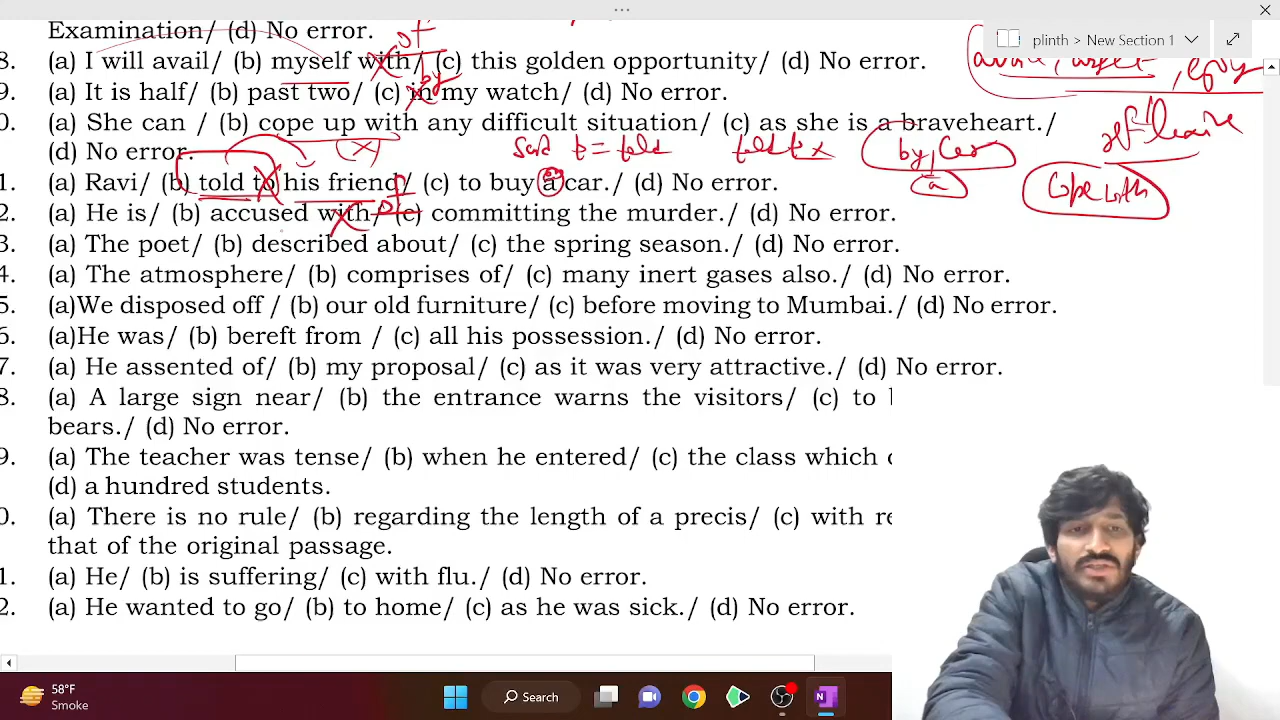 Examination/ (d) No error.
plinth > New Section 1
8. (a) I will avail/ (b) myself with/ (c) this golden opportunity/ (d) No error.
of
9. (a) It is half/ (b) past two/ (c) in my watch/ (d) No error.
by
0. (a) She can / (b) cope up with any difficult situation/ (c) as she is a braveheart./
(d) No error.
(x)
Said to = told
told to x
by car
a
cope with
1. (a) Ravi/ (b) told to his friend/ (c) to buy a car./ (d) No error.
2. (a) He is/ (b) accused with/ (c) committing the murder./ (d) No error.
of
3. (a) The poet/ (b) described about/ (c) the spring season./ (d) No error.
4. (a) The atmosphere/ (b) comprises of/ (c) many inert gases also./ (d) No error.
5. (a)We disposed off / (b) our old furniture/ (c) before moving to Mumbai./ (d) No error.
6. (a)He was/ (b) bereft from / (c) all his possession./ (d) No error.
7. (a) He assented of/ (b) my proposal/ (c) as it was very attractive./ (d) No error.
8. (a) A large sign near/ (b) the entrance warns the visitors/ (c) to
bears./ (d) No error.
9. (a) The teacher was tense/ (b) when he entered/ (c) the class which
(d) a hundred students.
0. (a) There is no rule/ (b) regarding the length of a precis/ (c) with re
that of the original passage.
1. (a) He/ (b) is suffering/ (c) with flu./ (d) No error.
2. (a) He wanted to go/ (b) to home/ (c) as he was sick./ (d) No error.
58°F
Smoke
Search